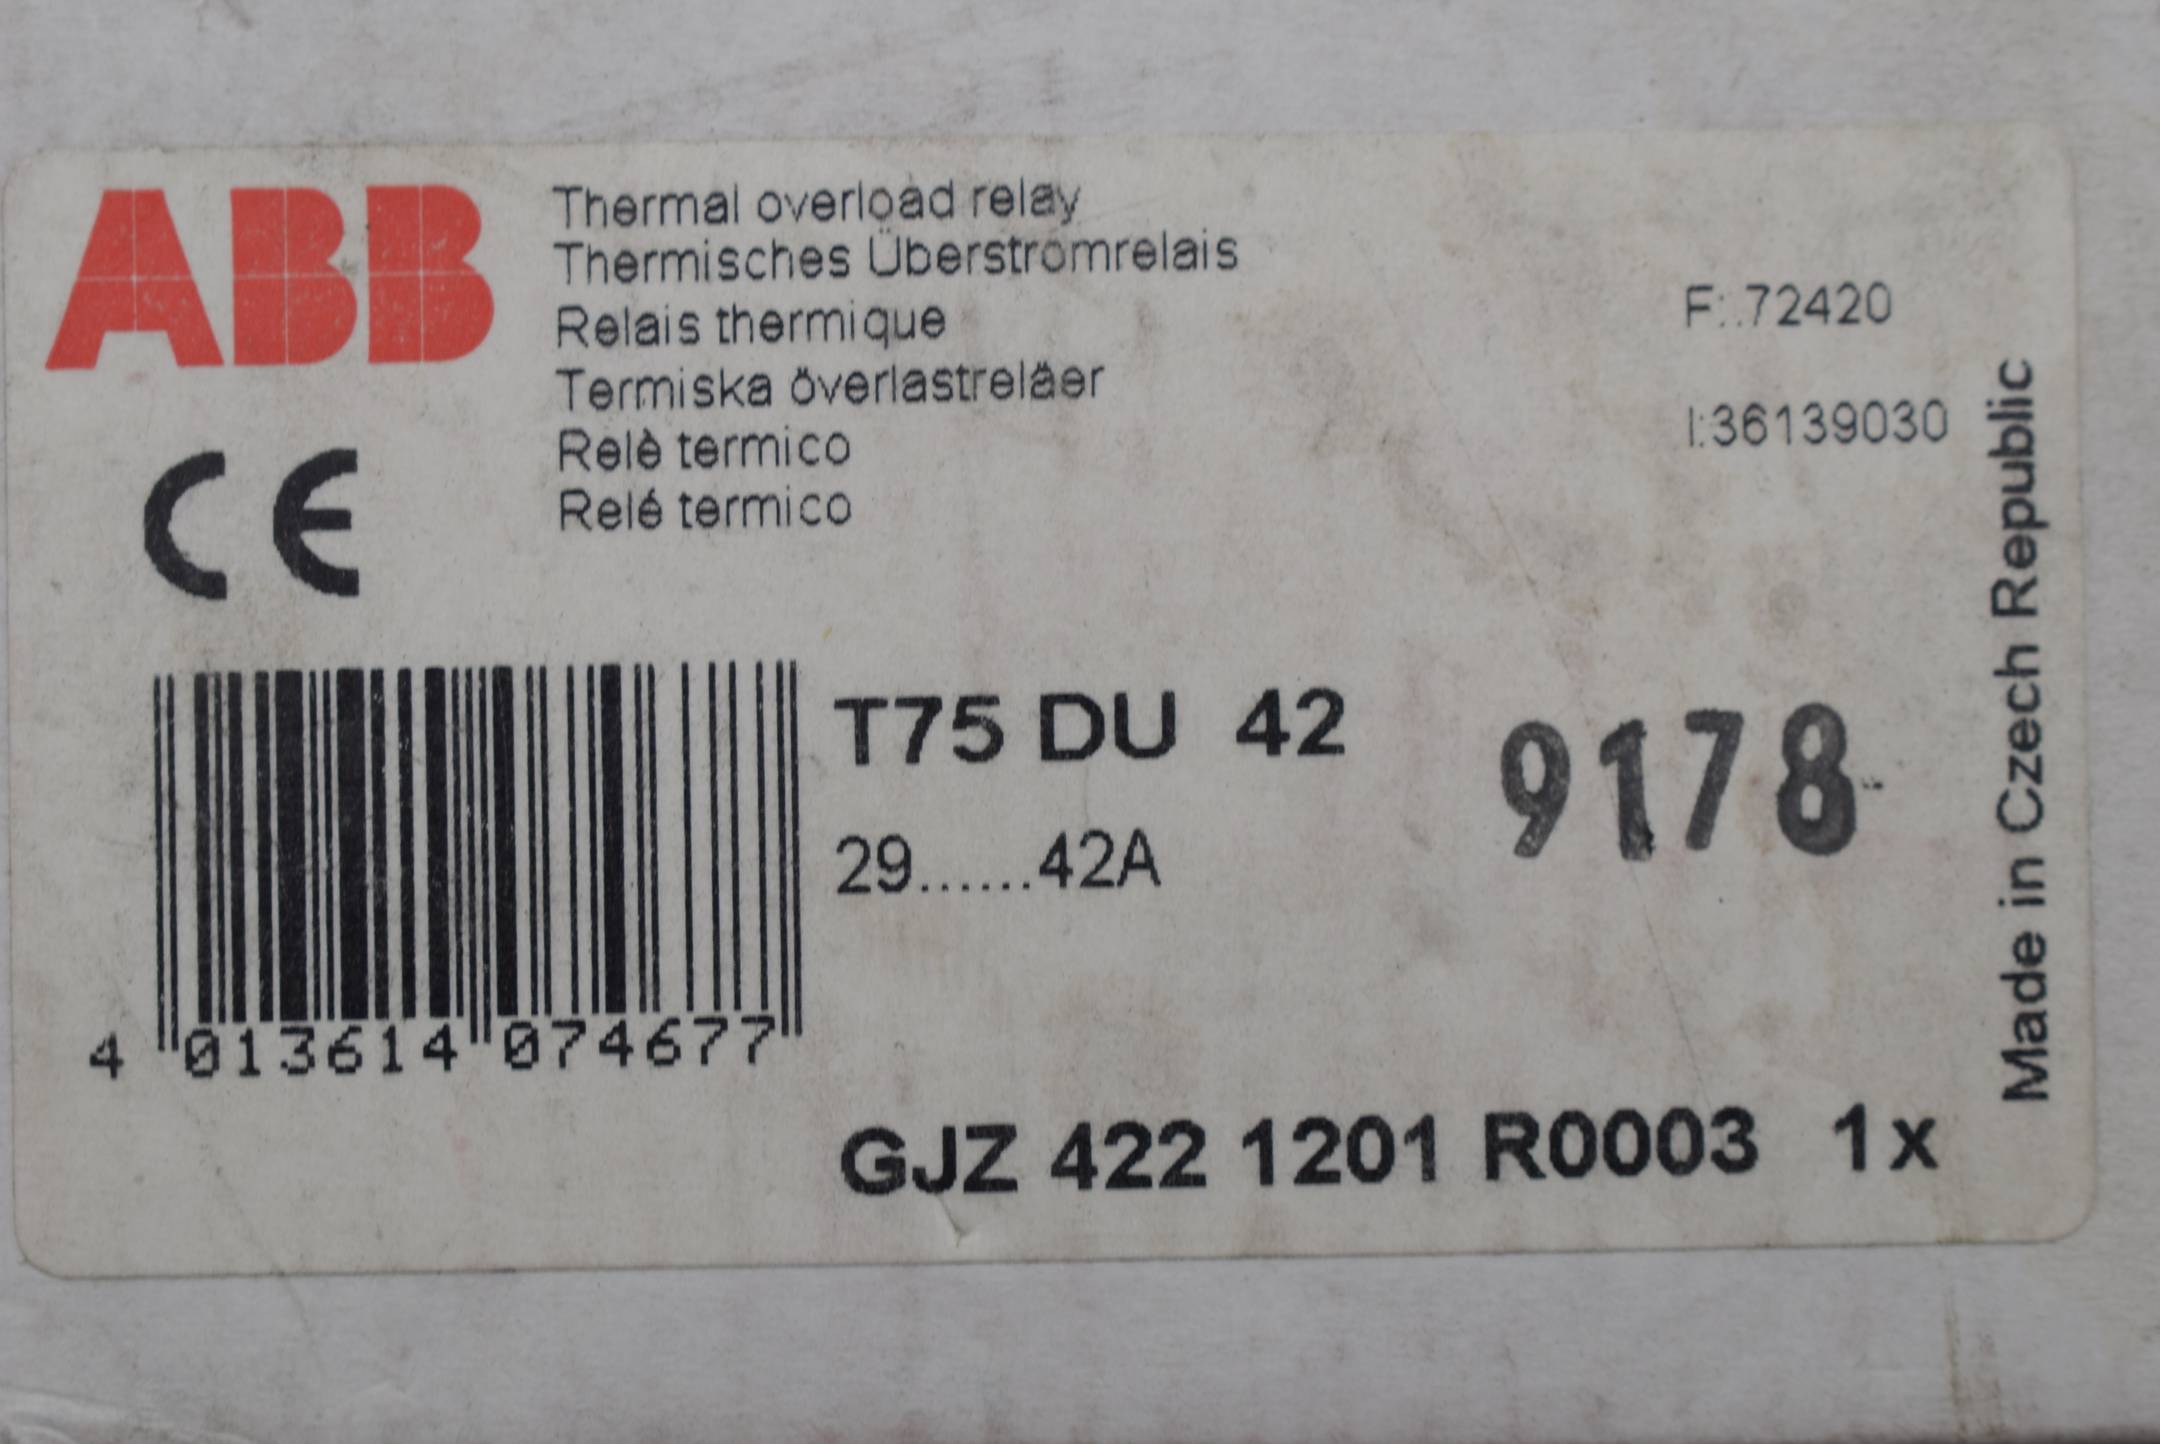 ABB
Thermal overload relay
Thermisches Überstromrelais
Relais thermique
Termiska överlastreläer
Relè termico
Relé termico
F:.72420
I:36139030
CE
T75 DU 42
29......42A
9178
4 013614 074677
GJZ 422 1201 R0003 1x
Made in Czech Republic